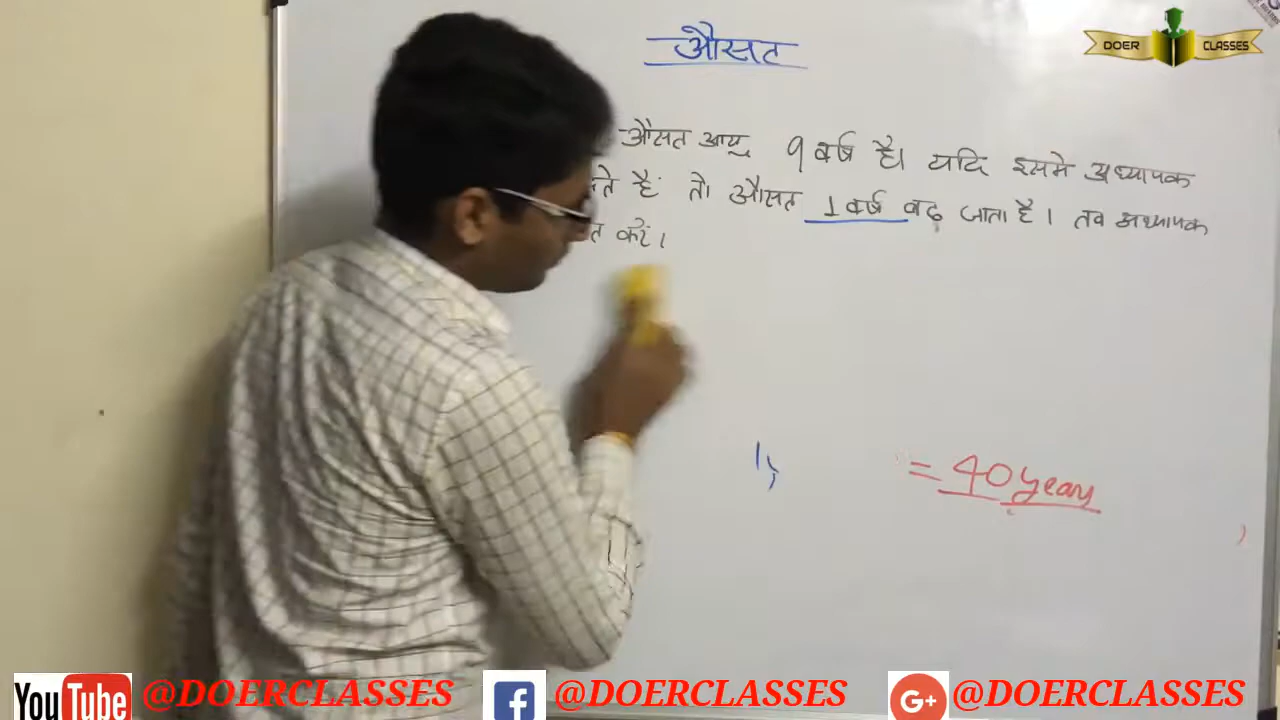 औसत
DOER CLASSES
औसत आयु 9 वर्ष है। यदि इसमे अध्यापक
ते हैं तो औसत 1 वर्ष बढ़ जाता है। तब अध्यापक
त करें।
= 40 years
YouTube @DOERCLASSES @DOERCLASSES G+ @DOERCLASSES